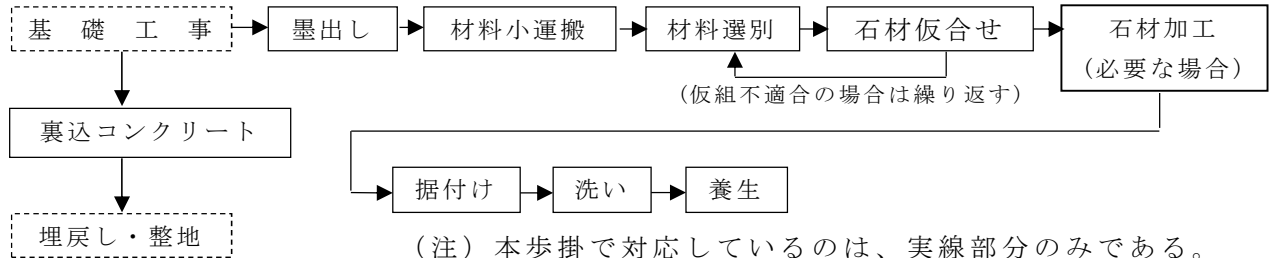 基礎工事
墨出し
材料小運搬
材料選別
石材仮合せ
石材加工
(必要な場合)
(仮組不適合の場合は繰り返す)
裏込コンクリート
据付け
洗い
養生
埋戻し・整地
(注)本歩掛で対応しているのは、実線部分のみである。